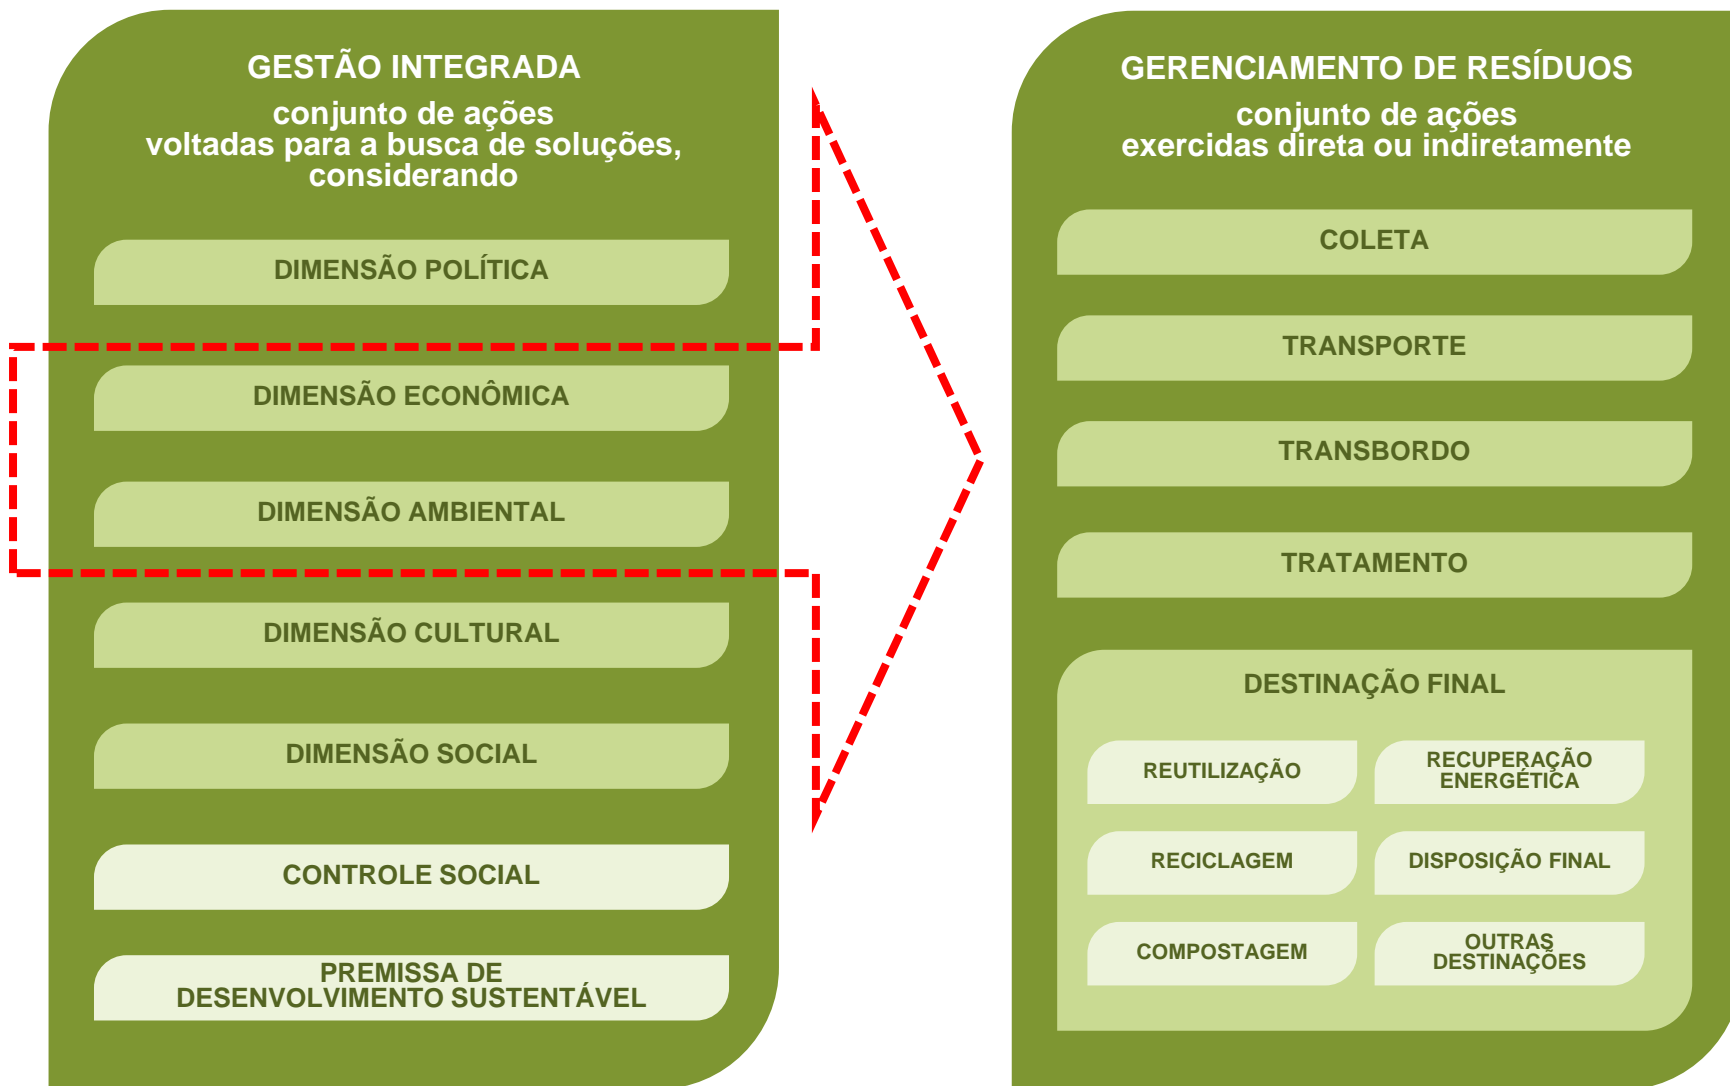 GESTÃO INTEGRADA
conjunto de ações
voltadas para a busca de soluções,
considerando
DIMENSÃO POLÍTICA
DIMENSÃO ECONÔMICA
DIMENSÃO AMBIENTAL
DIMENSÃO CULTURAL
DIMENSÃO SOCIAL
CONTROLE SOCIAL
PREMISSA DE
DESENVOLVIMENTO SUSTENTÁVEL
GERENCIAMENTO DE RESÍDUOS
conjunto de ações
exercidas direta ou indiretamente
COLETA
TRANSPORTE
TRANSBORDO
TRATAMENTO
DESTINAÇÃO FINAL
REUTILIZAÇÃO
RECUPERAÇÃO
ENERGÉTICA
RECICLAGEM
DISPOSIÇÃO FINAL
COMPOSTAGEM
OUTRAS
DESTINAÇÕES